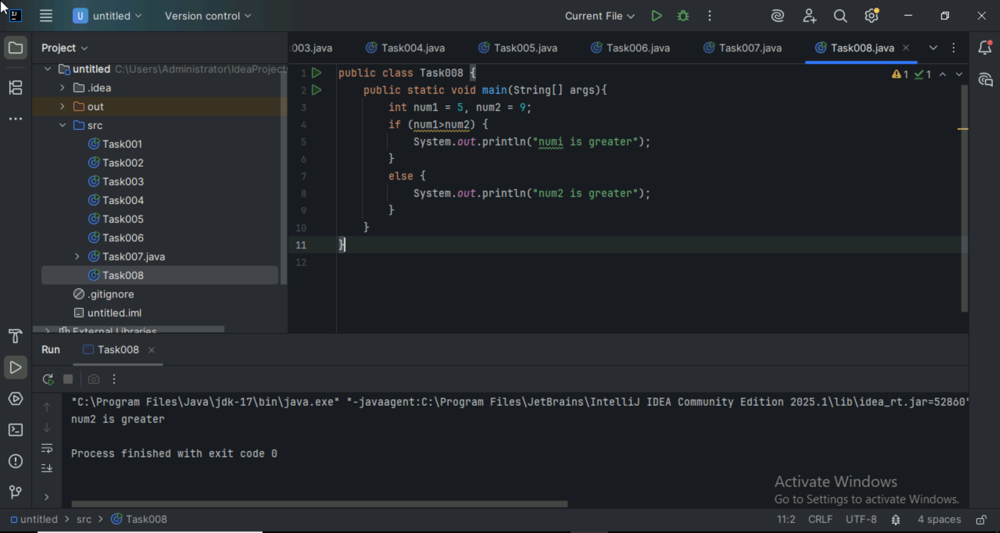 IJ
U untitled
Version control
Current File
Project
003.java
Task004.java
Task005.java
Task006.java
Task007.java
Task008.java
untitled C:\Users\Administrator\IdeaProject
.idea
out
src
Task001
Task002
Task003
Task004
Task005
Task006
Task007.java
Task008
.gitignore
untitled.iml
External Libraries
1 public class Task008 {
2 public static void main(String[] args){
3 int num1 = 5, num2 = 9;
4 if (num1>num2) {
5 System.out.println("numi is greater");
6 }
7 else {
8 System.out.println("num2 is greater");
9 }
10 }
11 }
12
1 1
Run
Task008
"C:\Program Files\Java\jdk-17\bin\java.exe" "-javaagent:C:\Program Files\JetBrains\IntelliJ IDEA Community Edition 2025.1\lib\idea_rt.jar=52860"
num2 is greater
Process finished with exit code 0
Activate Windows
Go to Settings to activate Windows.
untitled > src > Task008
11:2 CRLF UTF-8 4 spaces